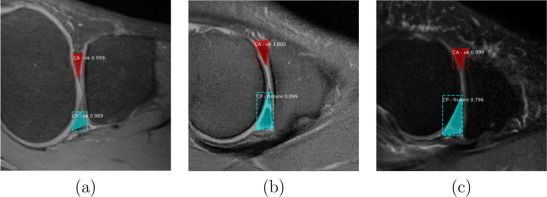 CA - ok 0.999
CP - ok 0.989
CA - ok 1.000
CP - fissure 0.999
CA - ok 0.999
CP - fissure 0.796
(a) (b) (c)